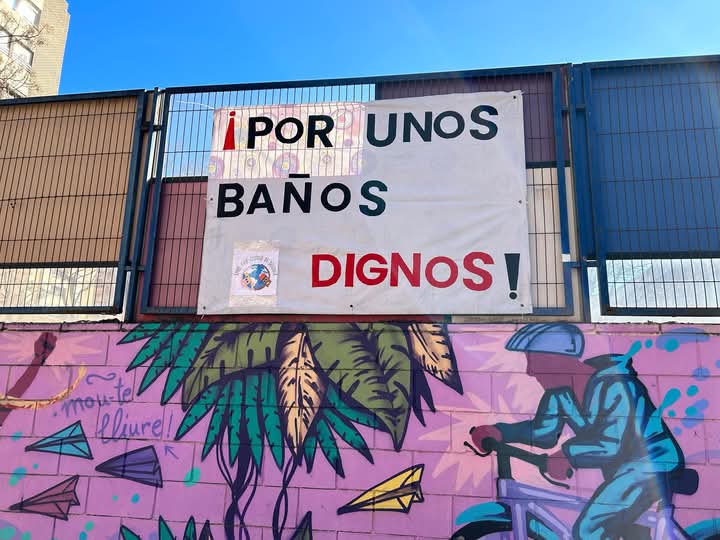 ¡POR UNOS
BAÑOS
DIGNOS!
mou-te
lliure!